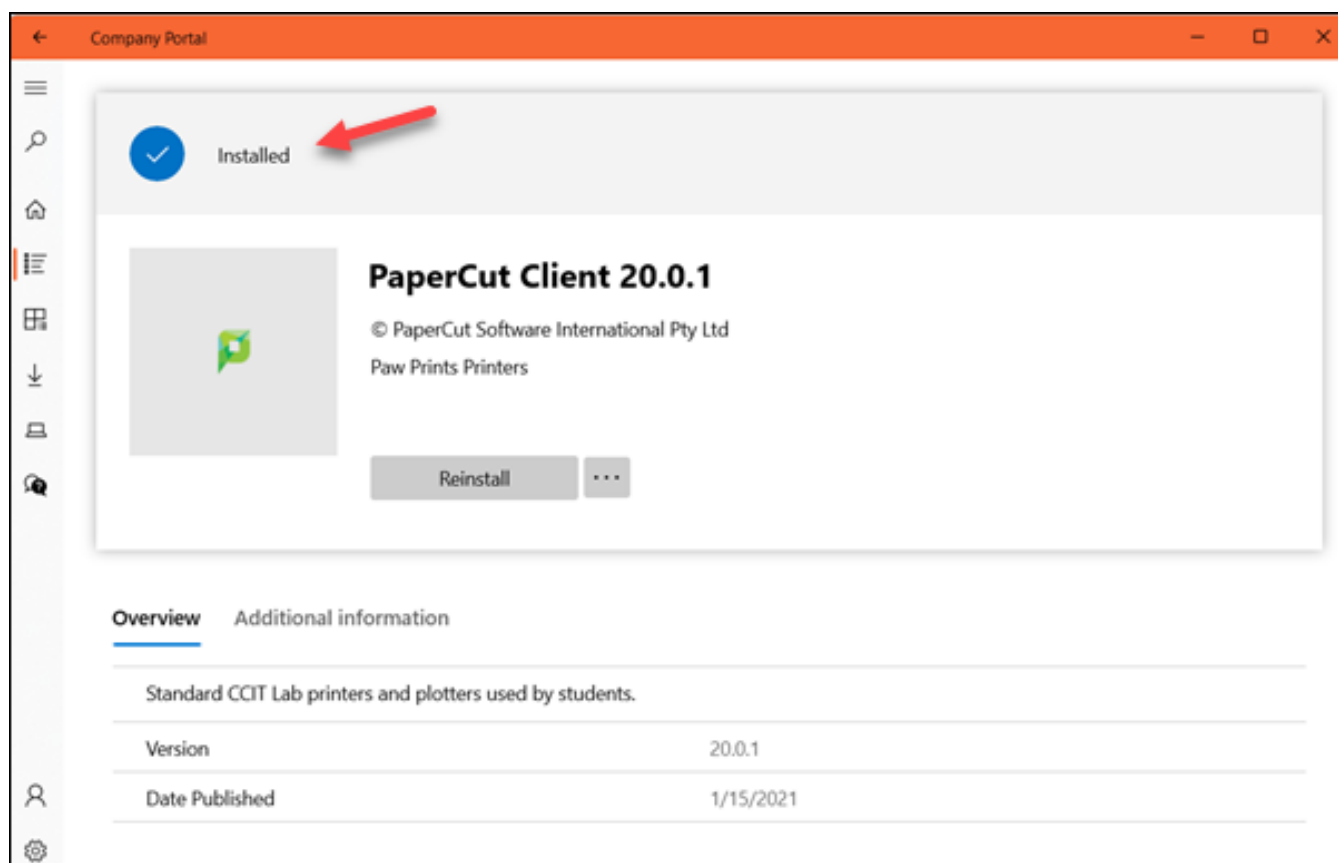 Company Portal
Installed
PaperCut Client 20.0.1
© PaperCut Software International Pty Ltd
Paw Prints Printers
Reinstall ...
Overview Additional information
Standard CCIT Lab printers and plotters used by students.
Version 20.0.1
Date Published 1/15/2021